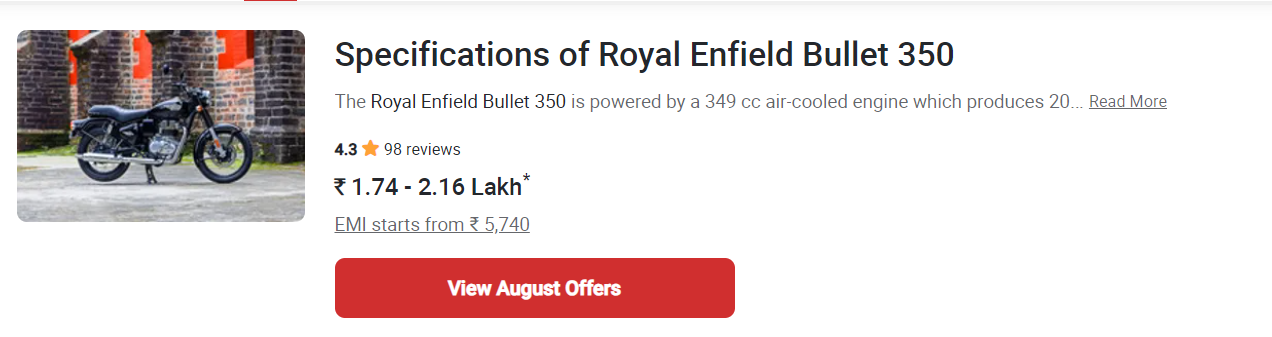 Specifications of Royal Enfield Bullet 350
The Royal Enfield Bullet 350 is powered by a 349 cc air-cooled engine which produces 20... Read More
4.3 98 reviews
₹ 1.74 - 2.16 Lakh*
EMI starts from ₹ 5,740
View August Offers